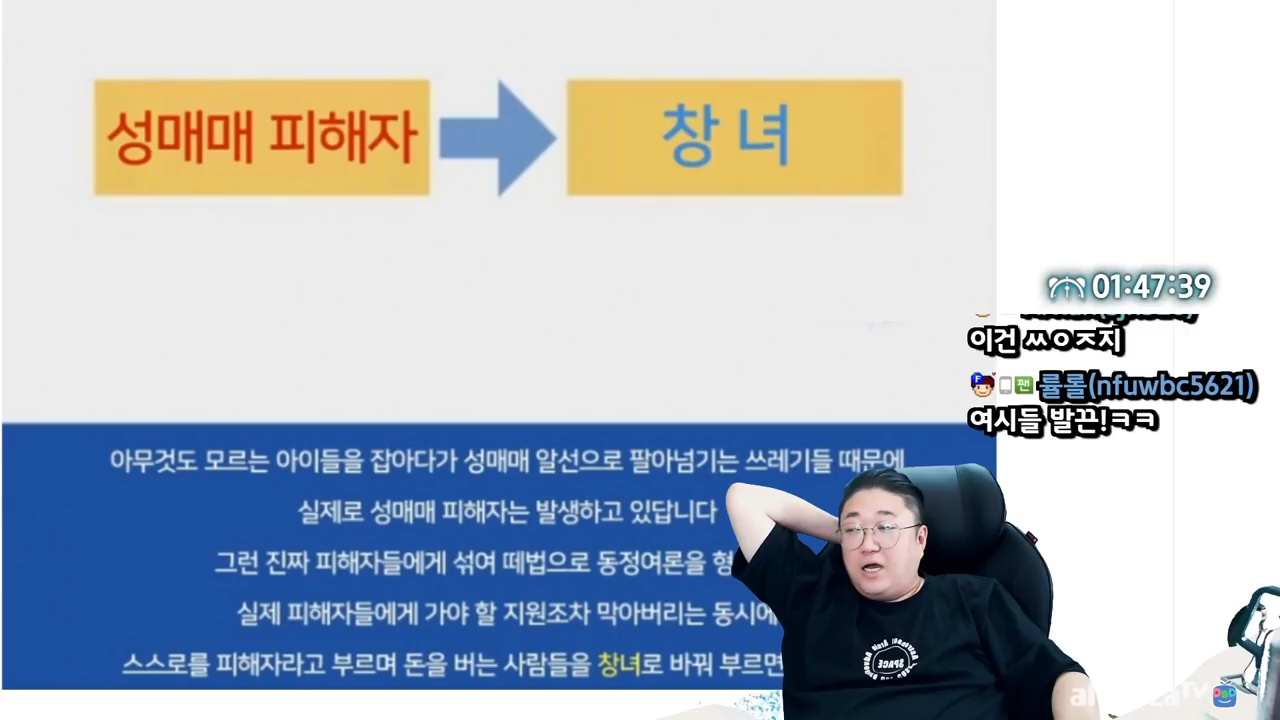 성매매 피해자
창 녀
01:47:39
이건 ㅆㅇㅈ지
팬 률롤(nfuwbc5621)
여시들 발끈!ㅋㅋ
아무것도 모르는 아이들을 잡아다가 성매매 알선으로 팔아넘기는 쓰레기들 때문에
실제로 성매매 피해자는 발생하고 있답니다
그런 진짜 피해자들에게 섞여 떼법으로 동정여론을 형
실제 피해자들에게 가야 할 지원조차 막아버리는 동시에
스스로를 피해자라고 부르며 돈을 버는 사람들을 창녀로 바꿔 부르면
SPACE